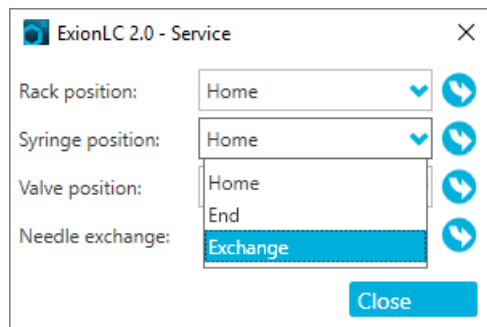 ExionLC 2.0 - Service
Rack position: Home
Syringe position: Home
Home
Valve position:
End
Needle exchange:
Exchange
Close